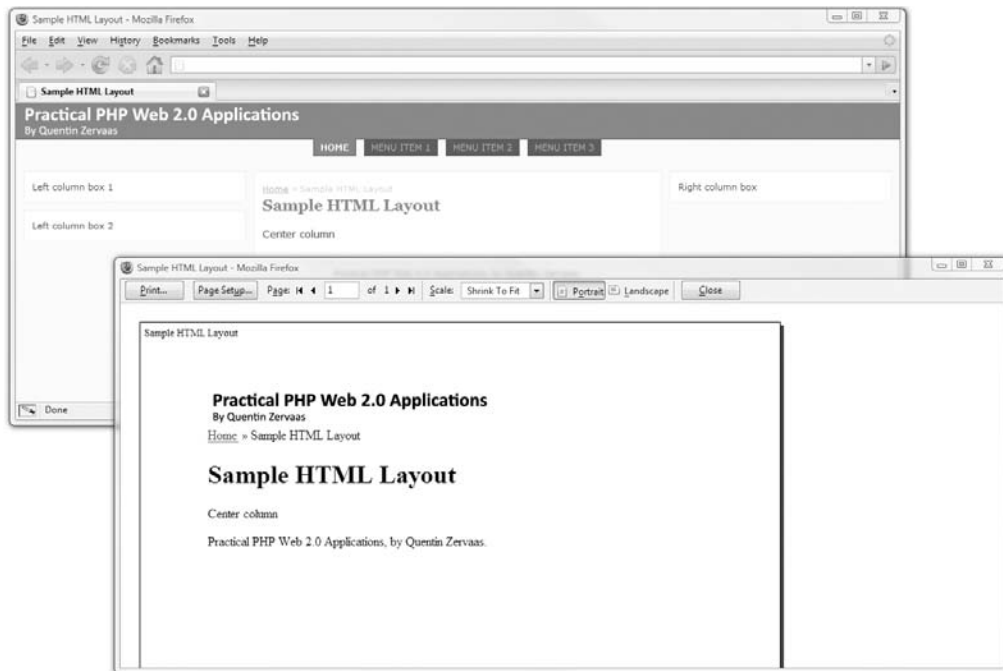 Sample HTML Layout - Mozilla Firefox
File Edit View History Bookmarks Tools Help
Sample HTML Layout
Practical PHP Web 2.0 Applications
By Quentin Zervaas
HOME MENU ITEM 1 MENU ITEM 2 MENU ITEM 3
Left column box 1
Left column box 2
Home » Sample HTML Layout
Sample HTML Layout
Center column
Right column box
Done
Sample HTML Layout - Mozilla Firefox
Print... Page Setup... Page: 1 of 1 Scale: Shrink To Fit Portrait Landscape Close
Sample HTML Layout
Practical PHP Web 2.0 Applications
By Quentin Zervaas
Home » Sample HTML Layout
Sample HTML Layout
Center column
Practical PHP Web 2.0 Applications, by Quentin Zervaas.